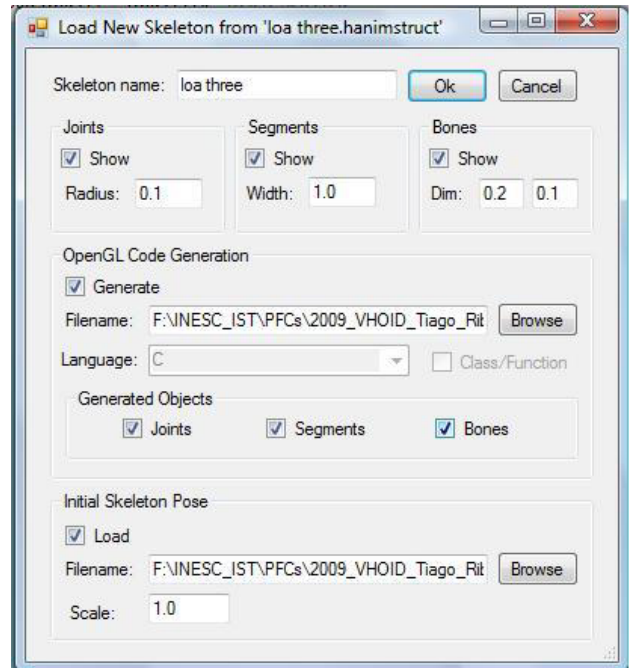 Load New Skeleton from 'loa three.hanimstruct'
Skeleton name: loa three Ok Cancel
Joints Segments Bones
Show Show Show
Radius: 0.1 Width: 1.0 Dim: 0.2 0.1
OpenGL Code Generation
Generate
Filename: F:\INESC_IST\PFCs\2009_VHOID_Tiago_Rib Browse
Language: C Class/Function
Generated Objects
Joints Segments Bones
Initial Skeleton Pose
Load
Filename: F:\INESC_IST\PFCs\2009_VHOID_Tiago_Rib Browse
Scale: 1.0